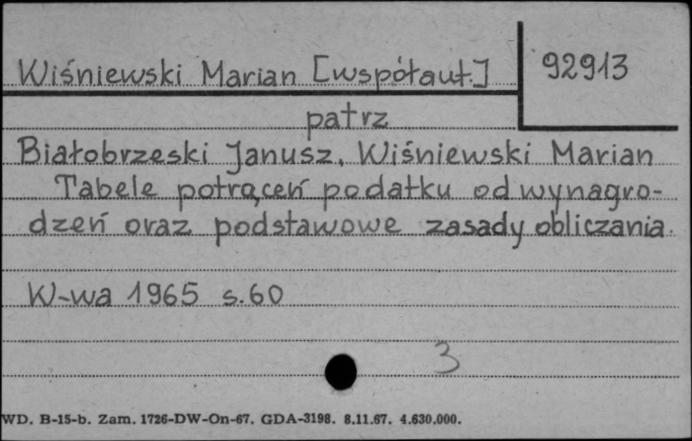 Wiśniewski Marian [współaut.] 92913
patrz
Białobrzeski Janusz, Wiśniewski Marian
Tabele potrąceń podatku od wynagro-
dzeń oraz podstawowe zasady obliczania.
W-wa 1965 s.60
3
WD. B-15-b. Zam. 1726-DW-On-67. GDA-3198. 8.11.67. 4.630.000.